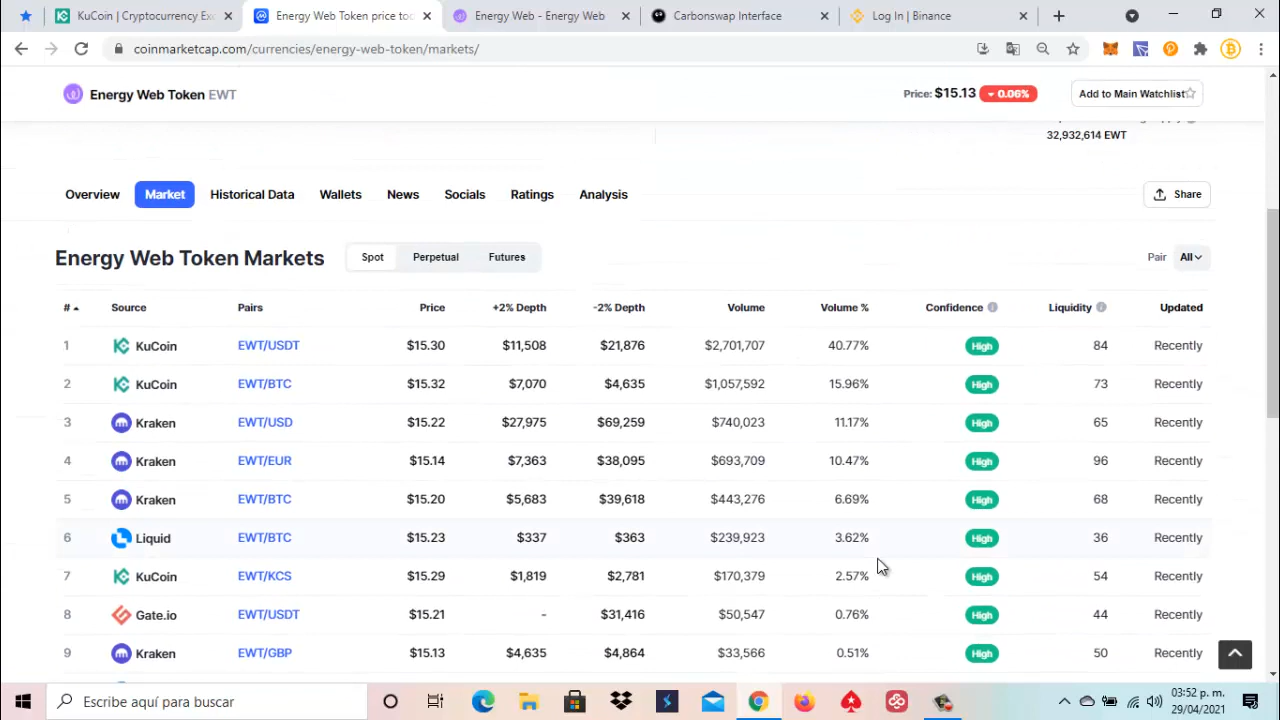 KuCoin | Cryptocurrency Exc
Energy Web Token price toc
Energy Web - Energy Web
Carbonswap Interface
Log In | Binance
coinmarketcap.com/currencies/energy-web-token/markets/
Energy Web Token EWT
Price: $15.13 0.06%
Add to Main Watchlist
32,932,614 EWT
Overview Market Historical Data Wallets News Socials Ratings Analysis
Share
Energy Web Token Markets
Spot Perpetual Futures
Pair All
# Source Pairs Price +2% Depth -2% Depth Volume Volume % Confidence Liquidity Updated
1 KuCoin EWT/USDT $15.30 $11,508 $21,876 $2,701,707 40.77% High 84 Recently
2 KuCoin EWT/BTC $15.32 $7,070 $4,635 $1,057,592 15.96% High 73 Recently
3 Kraken EWT/USD $15.22 $27,975 $69,259 $740,023 11.17% High 65 Recently
4 Kraken EWT/EUR $15.14 $7,363 $38,095 $693,709 10.47% High 96 Recently
5 Kraken EWT/BTC $15.20 $5,683 $39,618 $443,276 6.69% High 68 Recently
6 Liquid EWT/BTC $15.23 $337 $363 $239,923 3.62% High 36 Recently
7 KuCoin EWT/KCS $15.29 $1,819 $2,781 $170,379 2.57% High 54 Recently
8 Gate.io EWT/USDT $15.21 - $31,416 $50,547 0.76% High 44 Recently
9 Kraken EWT/GBP $15.13 $4,635 $4,864 $33,566 0.51% High 50 Recently
Escribe aquí para buscar
03:52 p. m.
29/04/2021